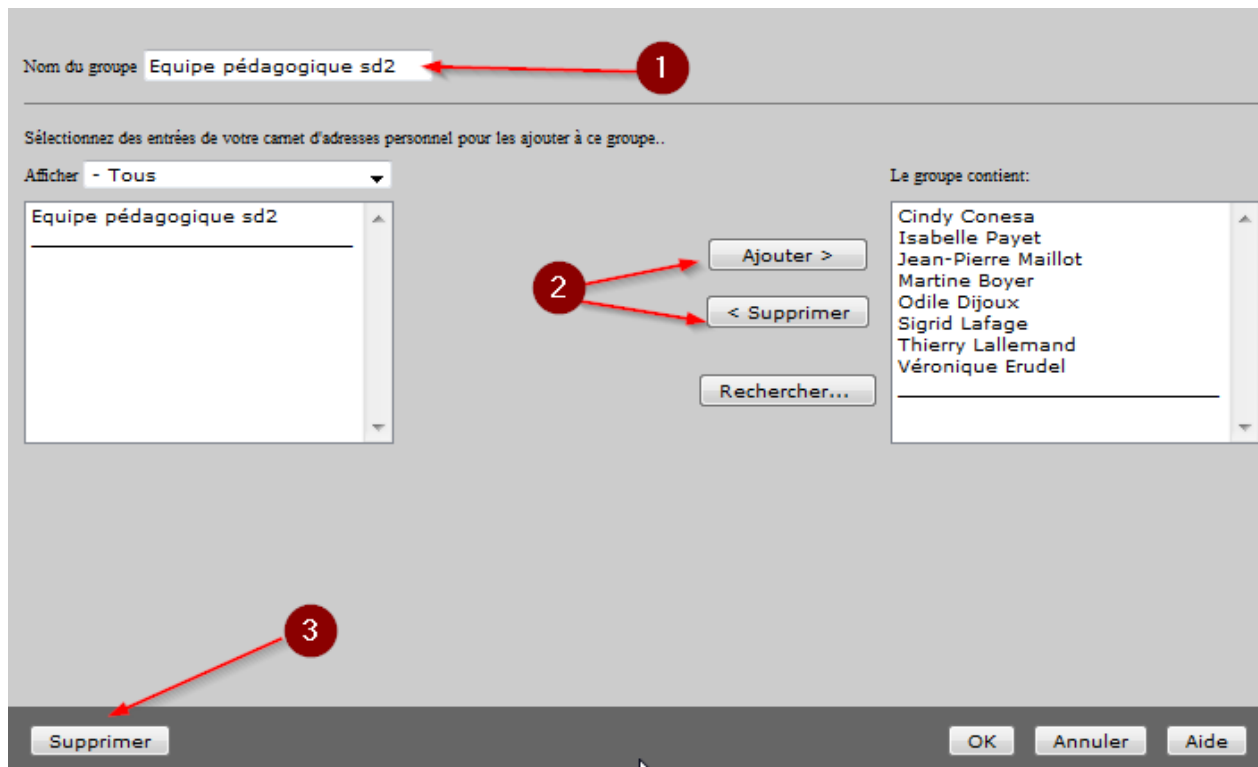 Nom du groupe Equipe pédagogique sd2
1
Sélectionnez des entrées de votre carnet d'adresses personnel pour les ajouter à ce groupe..
Afficher - Tous
Equipe pédagogique sd2
2
Ajouter >
< Supprimer
Rechercher...
Le groupe contient:
Cindy Conesa
Isabelle Payet
Jean-Pierre Maillot
Martine Boyer
Odile Dijoux
Sigrid Lafage
Thierry Lallemand
Véronique Erudel
3
Supprimer
OK Annuler Aide